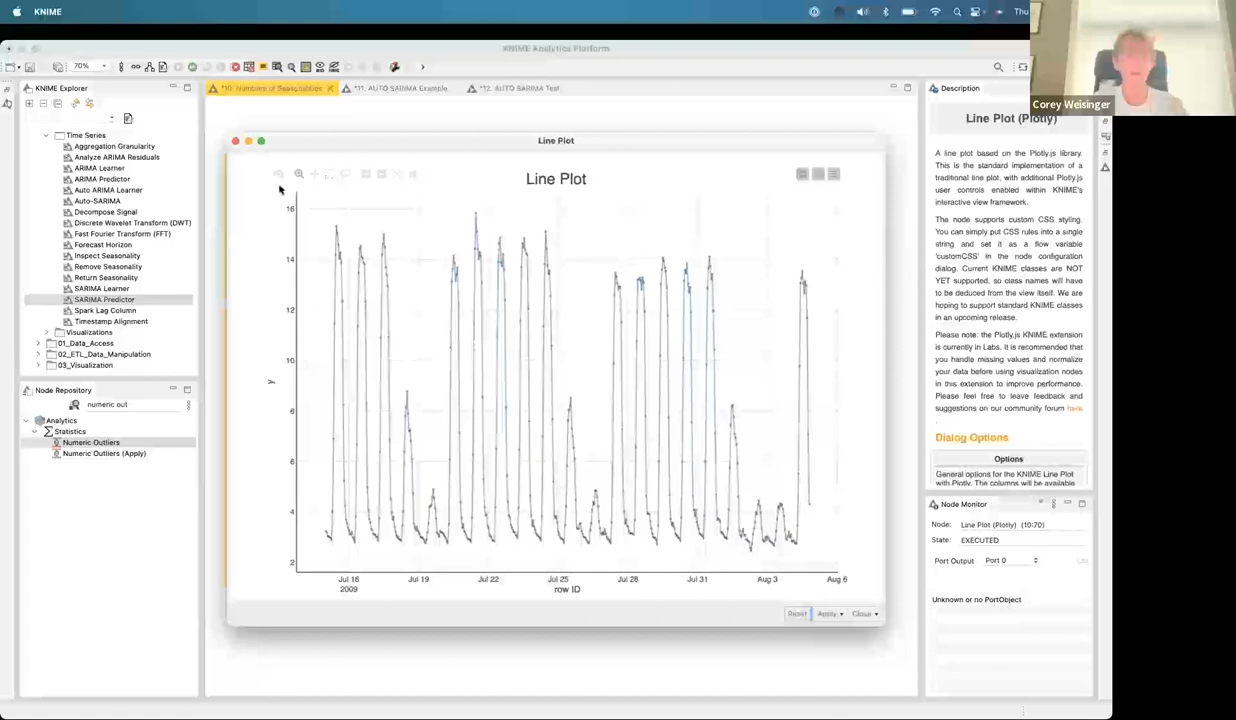 KNIME
Thu
KNIME Analytics Platform
70%
KNIME Explorer
Time Series
Aggregation Granularity
Analyze ARIMA Residuals
ARIMA Learner
ARIMA Predictor
Auto ARIMA Learner
Auto-SARIMA
Decompose Signal
Discrete Wavelet Transform (DWT)
Fast Fourier Transform (FFT)
Forecast Horizon
Inspect Seasonality
Remove Seasonality
Return Seasonality
SARIMA Learner
SARIMA Predictor
Spark Lag Column
Timestamp Alignment
Visualizations
01_Data_Access
02_ETL_Data_Manipulation
03_Visualization
Node Repository
numeric out
Analytics
Statistics
Numeric Outliers
Numeric Outliers (Apply)
*10. Numbers of Seasonalities
*11. AUTO SARIMA Example
*12. AUTO SARIMA Test
Line Plot
Line Plot
16
14
12
10
8
6
4
2
y
Jul 16
2009
Jul 19
Jul 22
Jul 25
Jul 28
Jul 31
Aug 3
Aug 6
row ID
Reset
Apply
Close
Corey Weisinger
Description
Line Plot (Plotly)
A line plot based on the Plotly.js library.
This is the standard implementation of a
traditional line plot, with additional Plotly.js
user controls enabled within KNIME's
interactive view framework.
The node supports custom CSS styling.
You can simply put CSS rules into a single
string and set it as a flow variable
'customCSS' in the node configuration
dialog. Current KNIME classes are NOT
YET supported, so class names will have
to be deduced from the view itself. We are
hoping to support standard KNIME classes
in an upcoming release.
Please note: the Plotly.js KNIME extension
is currently in Labs. It is recommended that
you handle missing values and normalize
your data before using visualization nodes
in this extension to improve performance.
Please feel free to leave feedback and
suggestions on our community forum here
.
Dialog Options
Options
General options for the KNIME Line Plot
with Plotly. The columns will be available
Node Monitor
Node: Line Plot (Plotly) (10:70)
State: EXECUTED
Port Output Port 0
Unknown or no PortObject